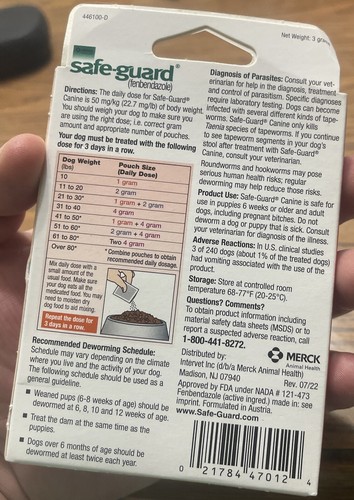 446100-D
Net Weight: 3 gra
safe-guard®
(fenbendazole)
Directions: The daily dose for Safe-Guard®
Canine is 50 mg/kg (22.7 mg/lb) of body weight.
You should weigh your dog to make sure you
are using the right dose; i.e. correct gram
amount and appropriate number of pouches.
Your dog must be treated with the following
dose for 3 days in a row.
Dog Weight (lbs) Pouch Size (Daily Dose)
10 1 gram
11 to 20 2 gram
21 to 30* 1 gram + 2 gram
31 to 40 4 gram
41 to 50* 1 gram + 4 gram
51 to 60* 2 gram + 4 gram
61 to 80* Two 4 gram
Over 80* * Combine pouches to obtain
recommended daily dosage.
Mix daily dose with a
small amount of the
usual food. Make sure
your dog eats all the
medicated food. You
may need to moisten dry
dog food to aid mixing.
Repeat the dose for
3 days in a row.
Recommended Deworming Schedule:
Schedule may vary depending on the climate
where you live and the activity of your dog.
The following schedule should be used as a
general guideline.
• Weaned pups (6-8 weeks of age) should be
dewormed at 6, 8, 10 and 12 weeks of age.
• Treat the dam at the same time as the
puppies.
• Dogs over 6 months of age should be
dewormed at least twice each year.
Diagnosis of Parasites: Consult your vet-
erinarian for help in the diagnosis, treatment
and control of parasitism. Specific diagnoses
require laboratory testing. Dogs can become
infected with several different kinds of tape-
worms. Safe-Guard® Canine only kills
Taenia species of tapeworms. If you continue
to see tapeworm segments in your dog's
stool after treatment with Safe-Guard®
Canine, consult your veterinarian.
Roundworms and hookworms may pose
serious human health risks; regular
deworming may help reduce those risks.
Product Use: Safe-Guard® Canine is safe for
use in puppies 6 weeks or older and adult
dogs, including pregnant bitches. Do not
deworm a dog or puppy that is sick. Consult
your veterinarian for diagnosis of the illness.
Adverse Reactions: In U.S. clinical studies
3 of 240 dogs (about 1% of the treated dogs)
had vomiting associated with the use of the
product.
Storage: Store at controlled room
temperature 68-77°F (20-25°C).
Questions? Comments?
To obtain product information including
material safety data sheets (MSDS) or to
report a suspected adverse reaction, call
1-800-441-8272.
Distributed by:
Intervet Inc (d/b/a Merck Animal Health)
Madison, NJ 07940
MERCK
Animal Health
Rev. 07/22
Approved by FDA under NADA # 121-473
Fenbendazole (active ingred.) made in: see
imprint. Formulated in Austria.
www.Safe-Guard.com
0 21784 47012 4